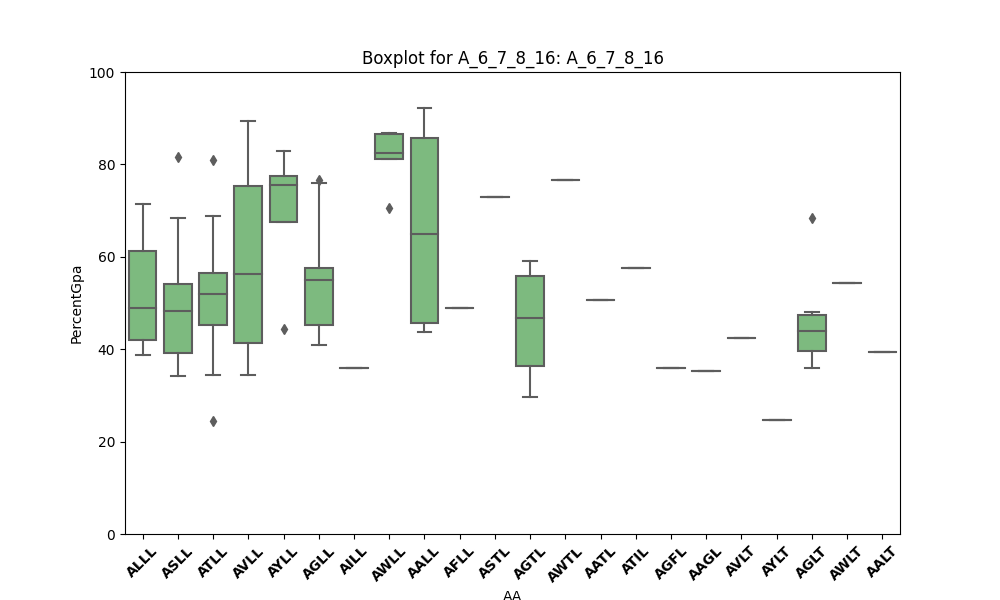 Boxplot for A_6_7_8_16: A_6_7_8_16
PercentGpa
100
80
60
40
20
0
ALLL ASLL ATLL AVLL AYLL AGLL AILL AWLL AALL AFLL ASTL AGTL AWTL AATL ATIL AGFL AAGL AVLT AYLT AGLT AWLT AALT
AA